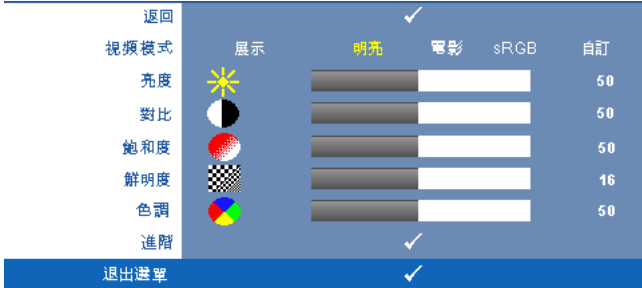 返回
視頻模式 展示 明亮 電影 sRGB 自訂
亮度 50
對比 50
飽和度 50
鮮明度 16
色調 50
進階
退出選單